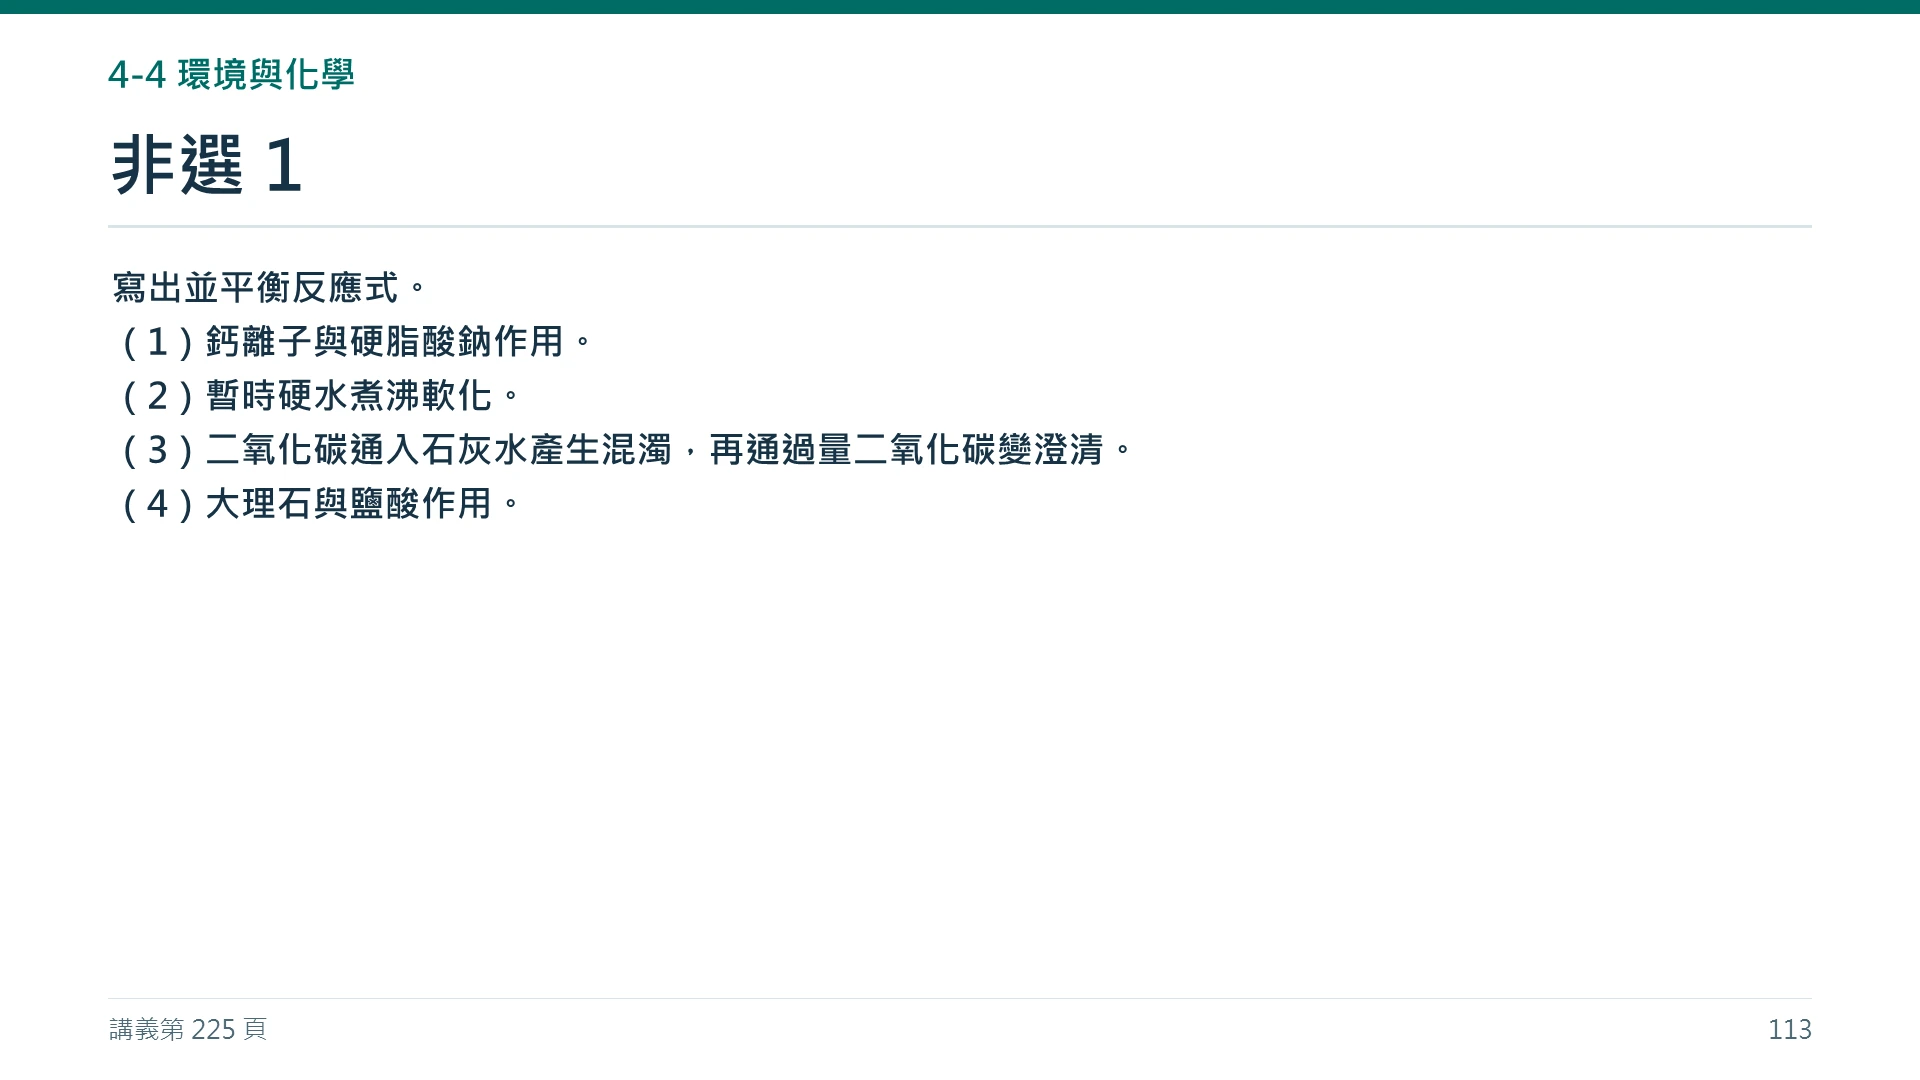 4-4 環境與化學
非選 1
寫出並平衡反應式。
（1）鈣離子與硬脂酸鈉作用。
（2）暫時硬水煮沸軟化。
（3）二氧化碳通入石灰水產生混濁，再通過量二氧化碳變澄清。
（4）大理石與鹽酸作用。
講義第 225 頁
113